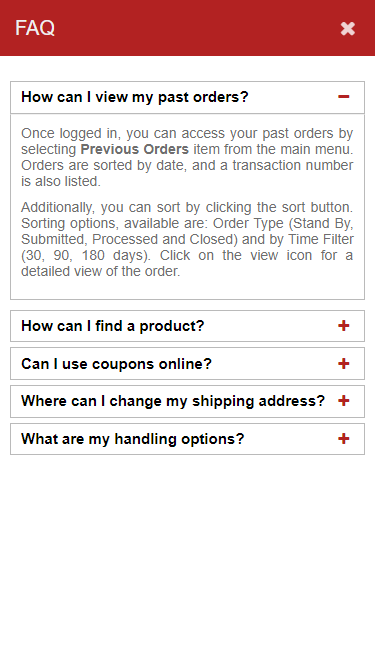 FAQ
How can I view my past orders?
Once logged in, you can access your past orders by
selecting Previous Orders item from the main menu.
Orders are sorted by date, and a transaction number
is also listed.
Additionally, you can sort by clicking the sort button.
Sorting options, available are: Order Type (Stand By,
Submitted, Processed and Closed) and by Time Filter
(30, 90, 180 days). Click on the view icon for a
detailed view of the order.
How can I find a product?
Can I use coupons online?
Where can I change my shipping address?
What are my handling options?